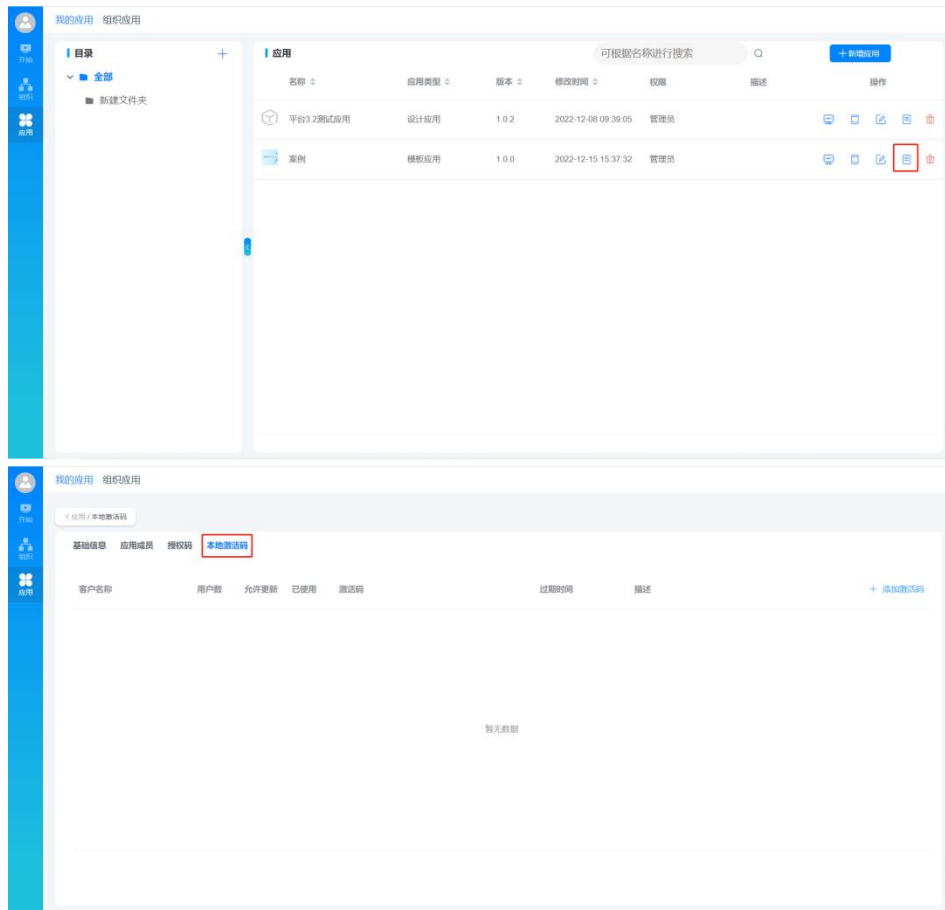 我的应用 组织应用
开始
组织
应用
目录 +
全部
新建文件夹
应用 可根据名称进行搜索 +新增应用
名称 应用类型 版本 修改时间 权限 描述 操作
平台3.2测试应用 设计应用 1.0.2 2022-12-08 09:39:05 管理员
案例 模板应用 1.0.0 2022-12-15 15:37:32 管理员
我的应用 组织应用
开始
组织
应用
<应用 / 本地激活码
基础信息 应用成员 授权码 本地激活码
客户名称 用户数 允许更新 已使用 激活码 过期时间 描述 + 添加激活码
暂无数据